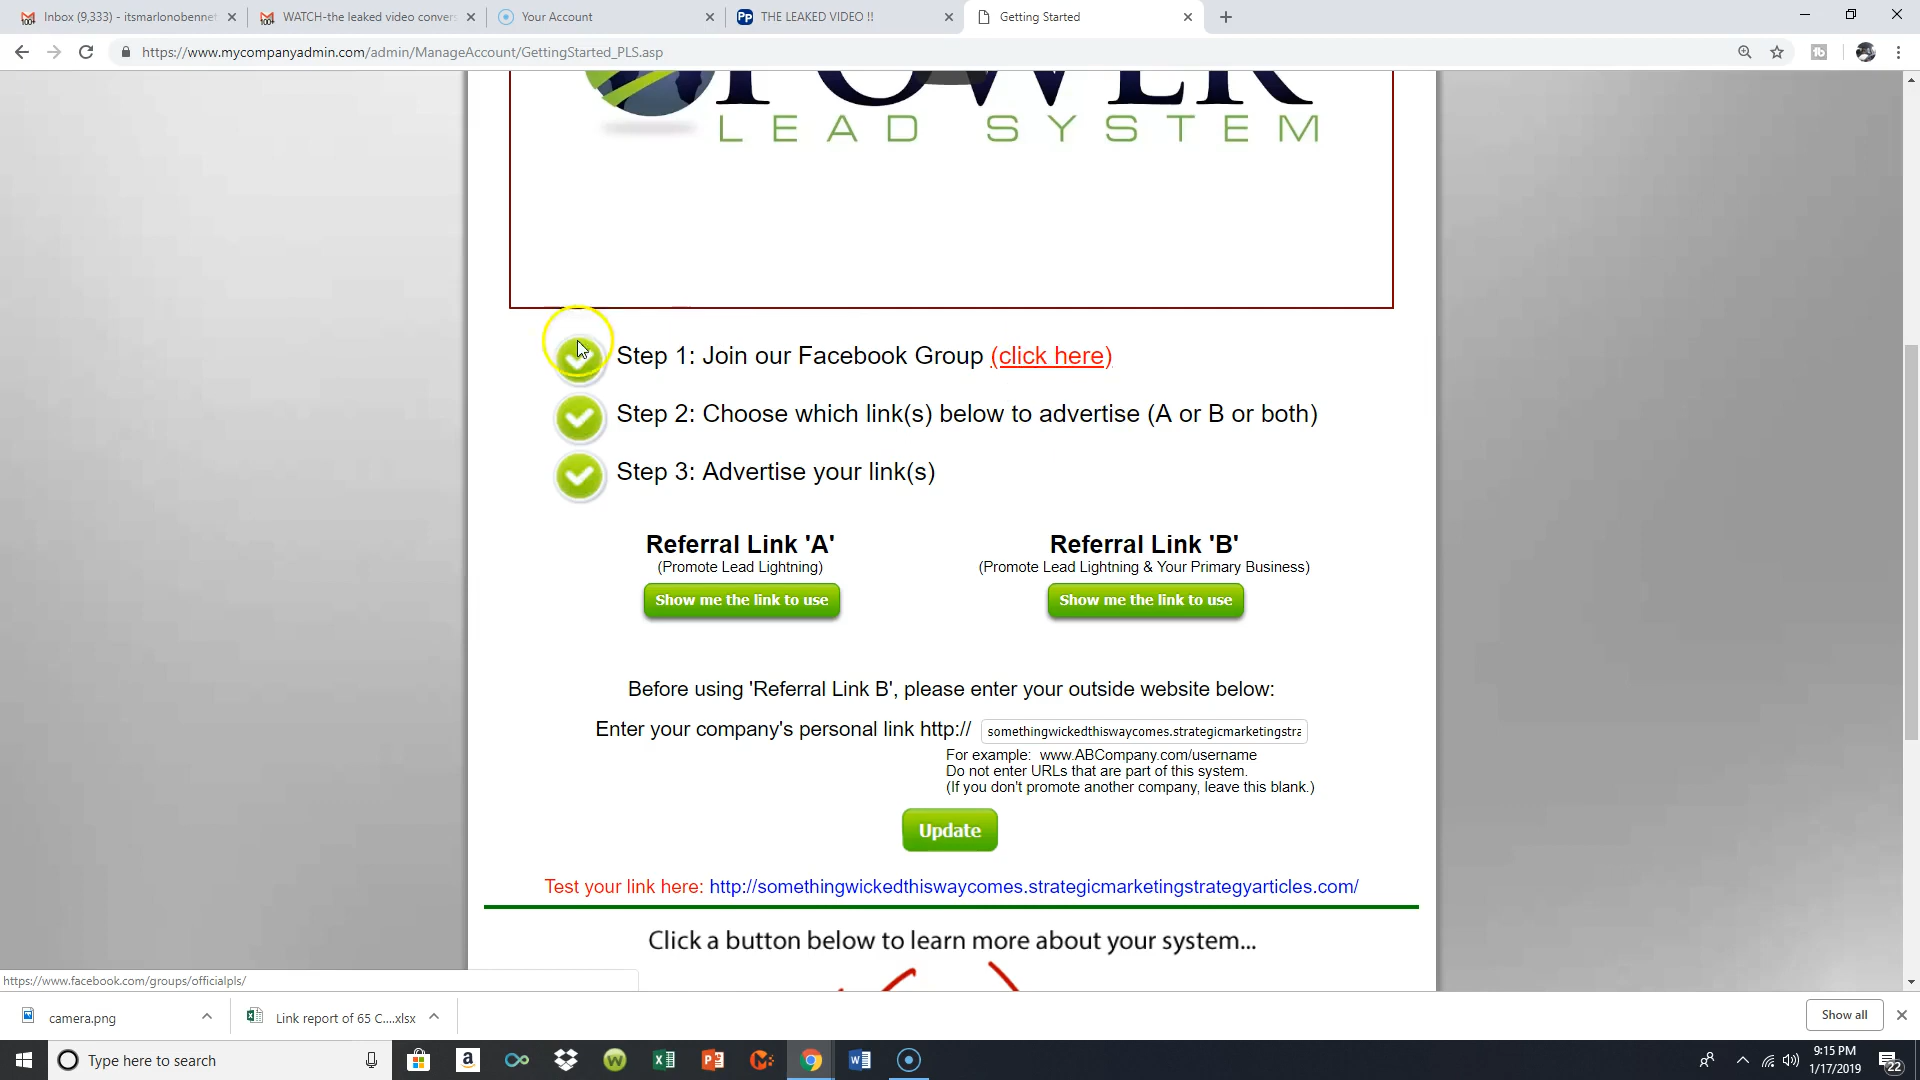 Inbox (9,333) - itsmarlonobennet
WATCH-the leaked video convers
Your Account
THE LEAKED VIDEO !!
Getting Started
https://www.mycompanyadmin.com/admin/ManageAccount/GettingStarted_PLS.asp
POWER
LEAD SYSTEM
Step 1: Join our Facebook Group (click here)
Step 2: Choose which link(s) below to advertise (A or B or both)
Step 3: Advertise your link(s)
Referral Link 'A'
(Promote Lead Lightning)
Show me the link to use
Referral Link 'B'
(Promote Lead Lightning & Your Primary Business)
Show me the link to use
Before using 'Referral Link B', please enter your outside website below:
Enter your company's personal link http:// somethingwickedthiswaycomes.strategicmarketingstra
For example: www.ABCompany.com/username
Do not enter URLs that are part of this system.
(If you don't promote another company, leave this blank.)
Update
Test your link here: http://somethingwickedthiswaycomes.strategicmarketingstrategyarticles.com/
Click a button below to learn more about your system...
https://www.facebook.com/groups/officialpls/
camera.png
Link report of 65 C....xlsx
Show all
Type here to search
9:15 PM
1/17/2019
22